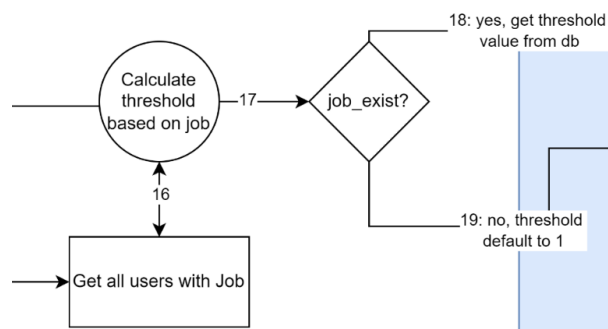 18: yes, get threshold
value from db
Calculate
threshold
based on job
17
job_exist?
16
19: no, threshold
default to 1
Get all users with Job